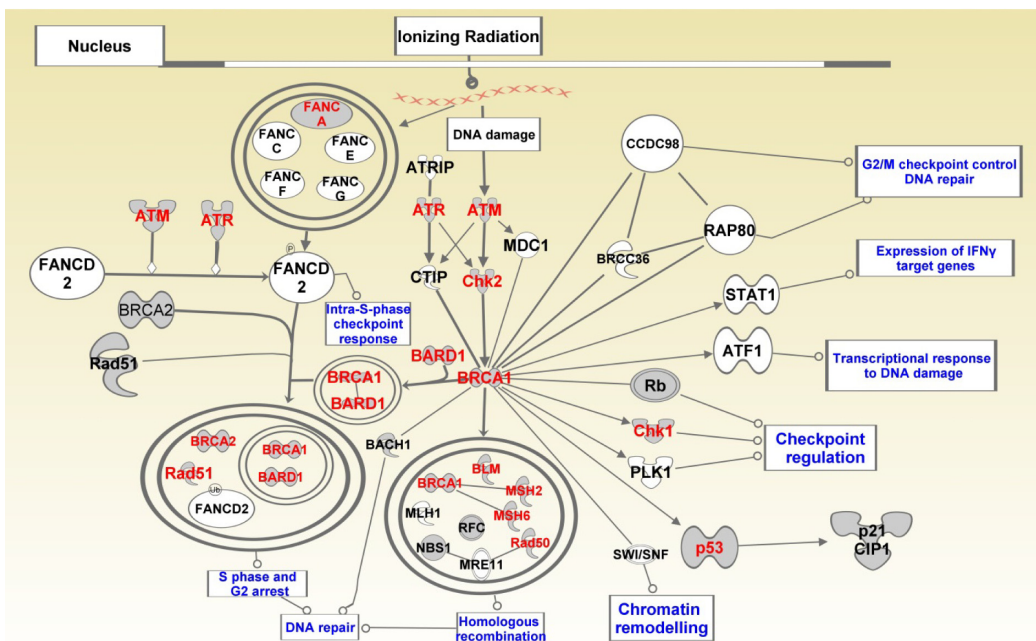 Nucleus
Ionizing Radiation
FANC
A
FANC
C
FANC
E
FANC
F
FANC
G
DNA damage
ATRIP
ATR
ATM
MDC1
CTIP
Chk2
CCDC98
RAP80
BRCC36
G2/M checkpoint control
DNA repair
ATM
ATR
FANCD
2
P
FANCD
2
BRCA2
Rad51
Intra-S-phase
checkpoint
response
STAT1
Expression of IFNγ
target genes
ATF1
Transcriptional response
to DNA damage
BARD1
BRCA1
BRCA1
BARD1
Rb
Chk1
PLK1
Checkpoint
regulation
BRCA2
BRCA1
Rad51
BARD1
Ub
FANCD2
BACH1
BLM
BRCA1
MSH2
MLH1
MSH6
RFC
NBS1
Rad50
MRE11
SWI/SNF
p53
p21
CIP1
S phase and
G2 arrest
DNA repair
Homologous
recombination
Chromatin
remodelling